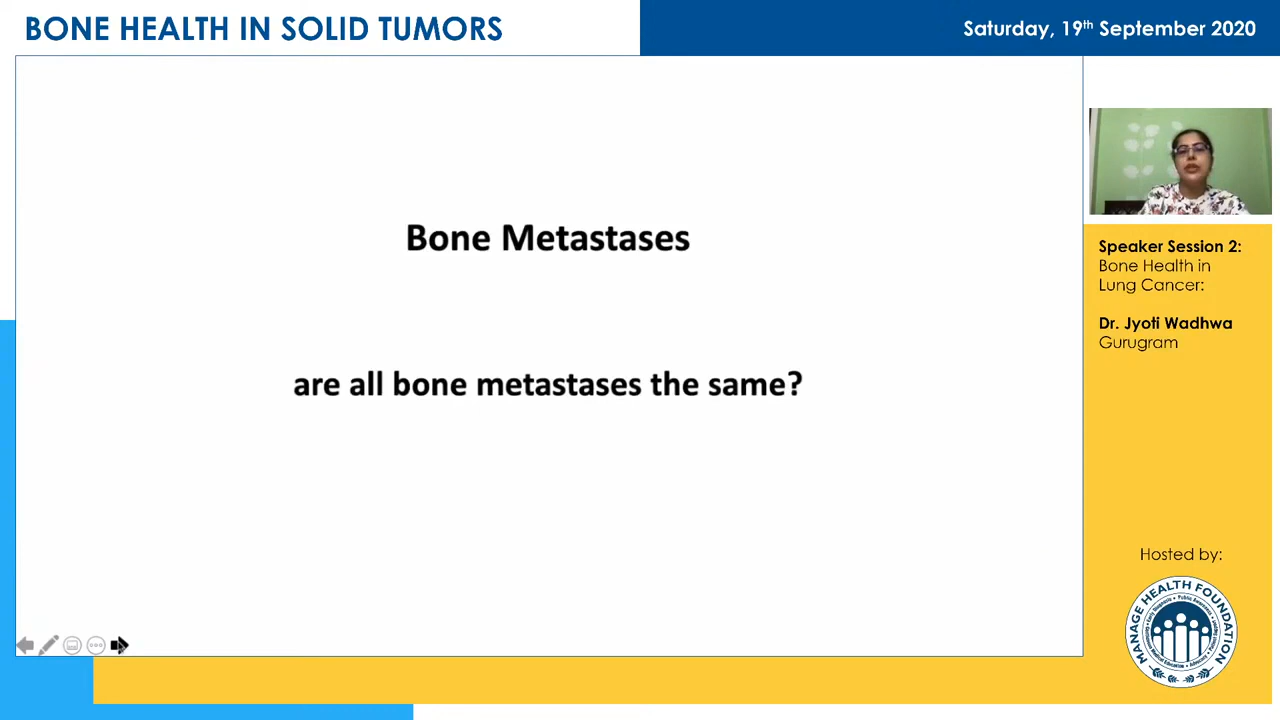 BONE HEALTH IN SOLID TUMORS
Saturday, 19th September 2020
Bone Metastases
are all bone metastases the same?
Speaker Session 2:
Bone Health in
Lung Cancer:
Dr. Jyoti Wadhwa
Gurugram
Hosted by:
MANAGE HEALTH FOUNDATION